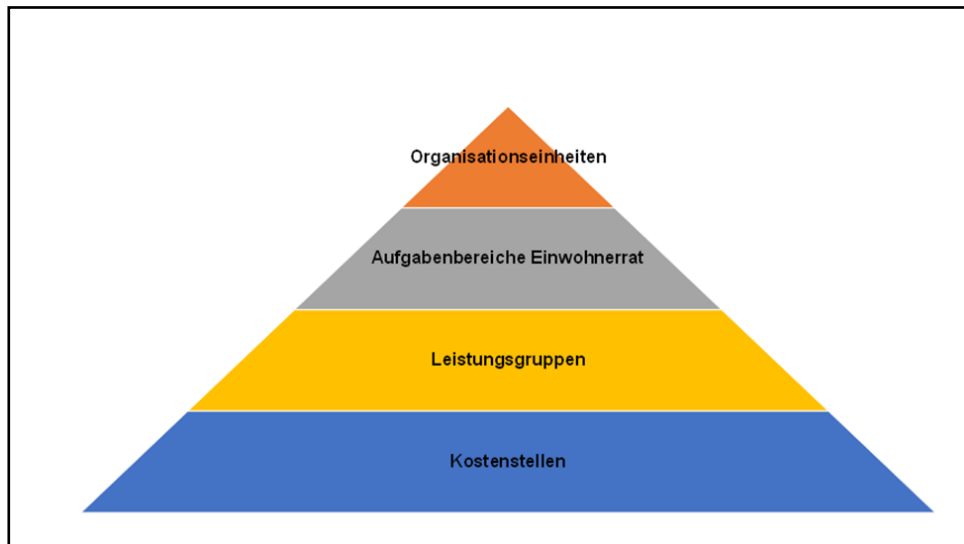 Organisationseinheiten
Aufgabenbereiche Einwohnerrat
Leistungsgruppen
Kostenstellen